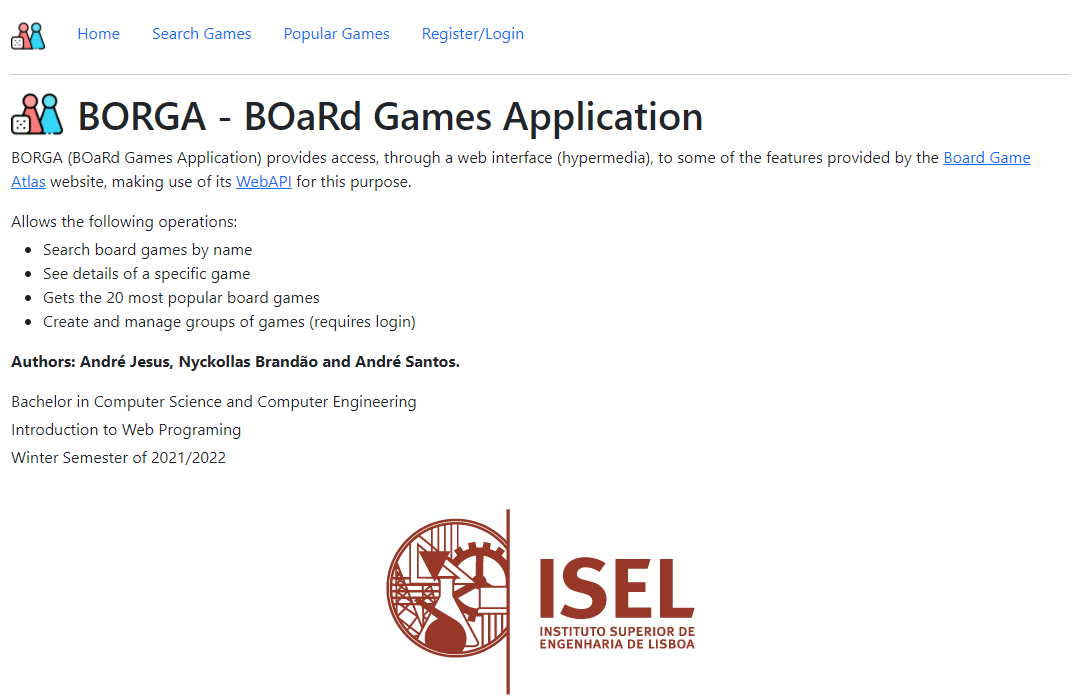 Home Search Games Popular Games Register/Login
BORGA - BOaRd Games Application
BORGA (BOaRd Games Application) provides access, through a web interface (hypermedia), to some of the features provided by the Board Game
Atlas website, making use of its WebAPI for this purpose.
Allows the following operations:
• Search board games by name
• See details of a specific game
• Gets the 20 most popular board games
• Create and manage groups of games (requires login)
Authors: André Jesus, Nyckollas Brandão and André Santos.
Bachelor in Computer Science and Computer Engineering
Introduction to Web Programing
Winter Semester of 2021/2022
ISEL
INSTITUTO SUPERIOR DE
ENGENHARIA DE LISBOA